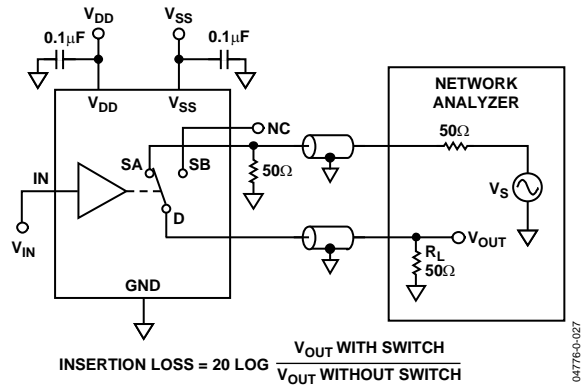 V_DD
V_SS
0.1µF
0.1µF
V_DD
V_SS
NC
SA
SB
50Ω
IN
D
V_IN
GND
NETWORK
ANALYZER
50Ω
V_S
V_OUT
R_L
50Ω
INSERTION LOSS = 20 LOG V_OUT WITH SWITCH
V_OUT WITHOUT SWITCH
04776-0-027